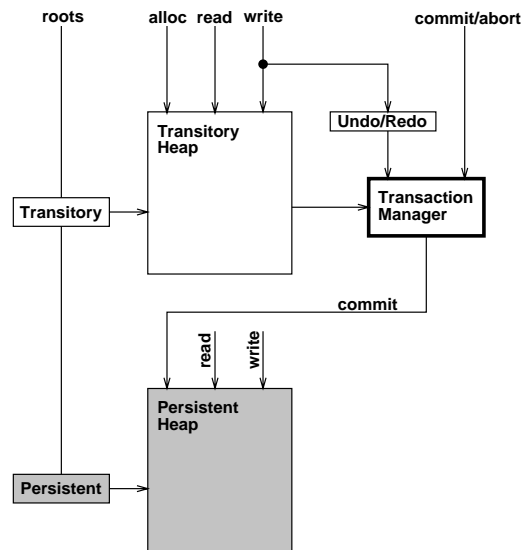 roots
alloc
read
write
commit/abort
Undo/Redo
Transitory
Heap
Transitory
Transaction
Manager
commit
read
write
Persistent
Heap
Persistent